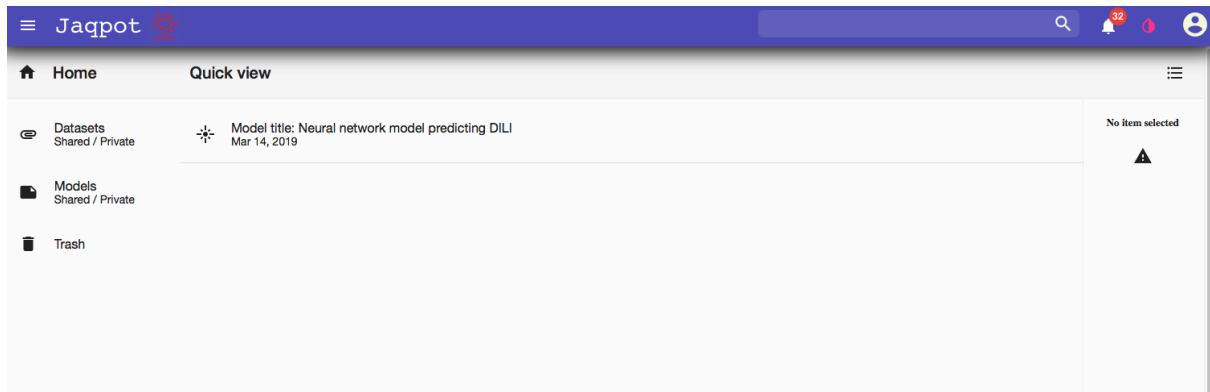 Jaqpot
32
Home
Quick view
Datasets
Shared / Private
Model title: Neural network model predicting DILI
Mar 14, 2019
No item selected
Models
Shared / Private
Trash